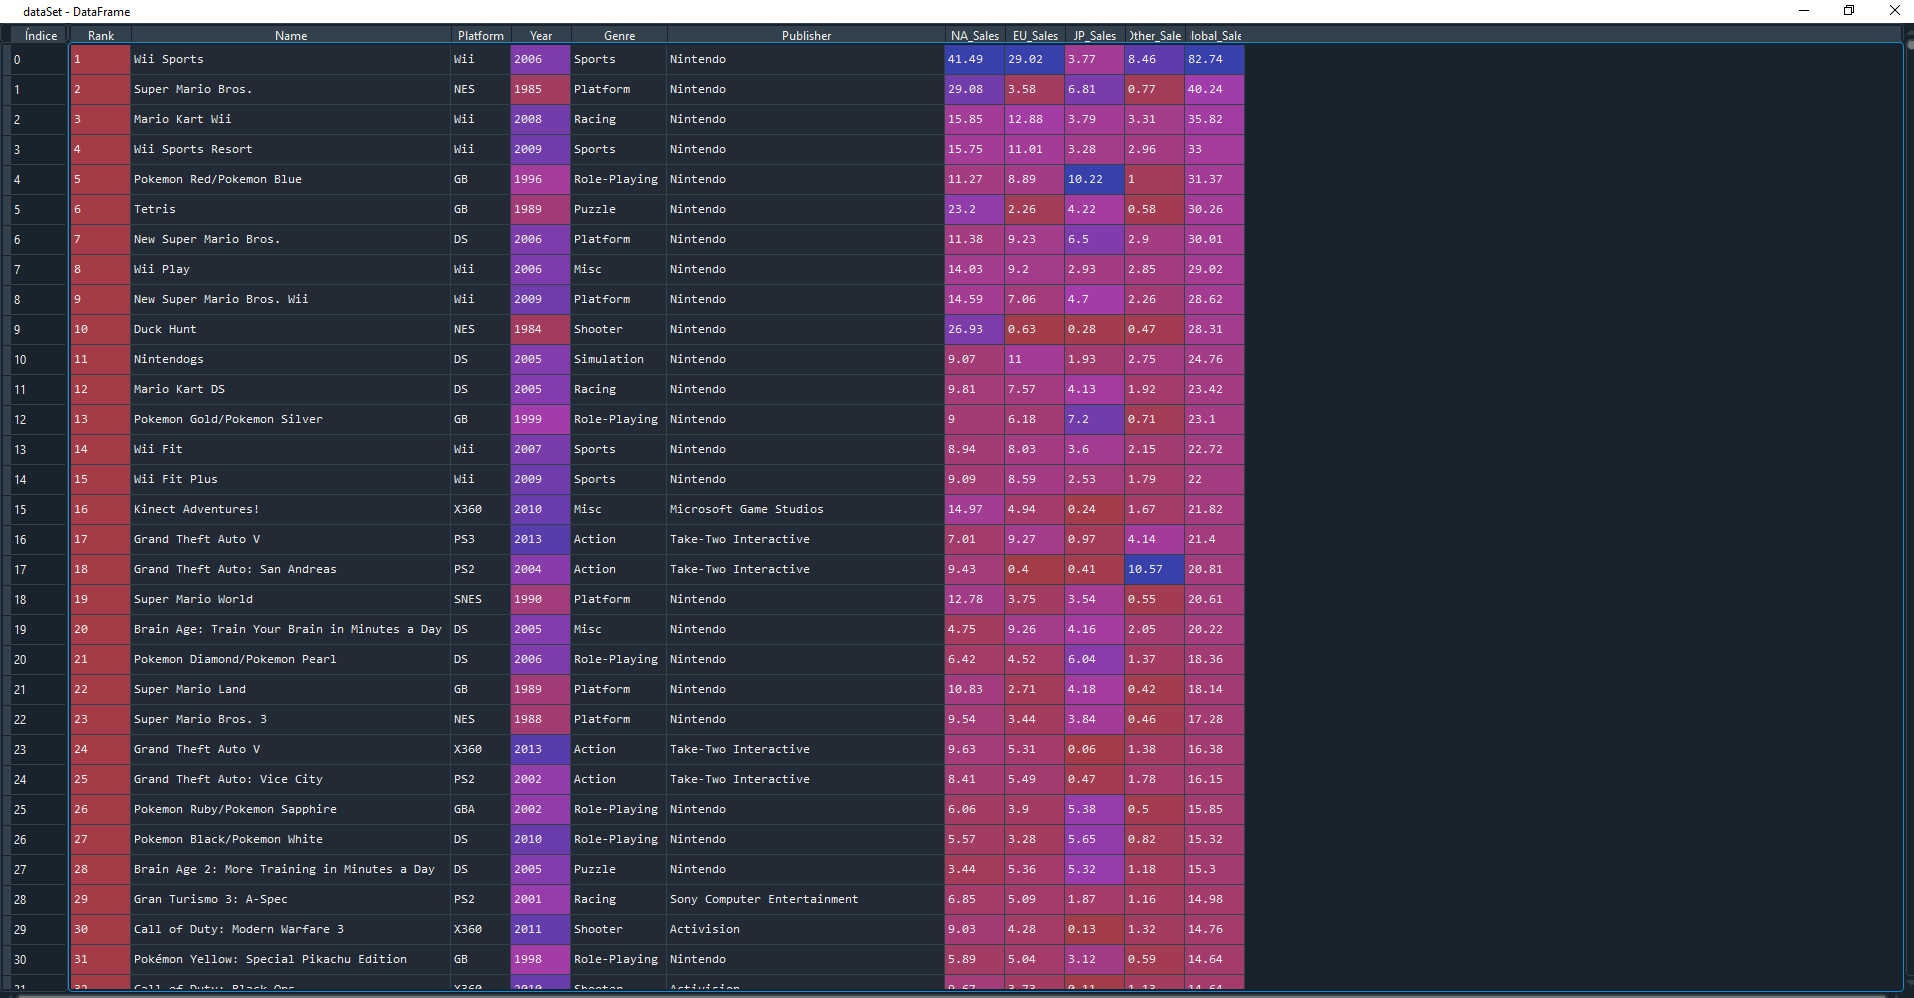 dataSet - DataFrame
Índice Rank Name Platform Year Genre Publisher NA_Sales EU_Sales JP_Sales Other_Sale lobal_Sale
0 1 Wii Sports Wii 2006 Sports Nintendo 41.49 29.02 3.77 8.46 82.74
1 2 Super Mario Bros. NES 1985 Platform Nintendo 29.08 3.58 6.81 0.77 40.24
2 3 Mario Kart Wii Wii 2008 Racing Nintendo 15.85 12.88 3.79 3.31 35.82
3 4 Wii Sports Resort Wii 2009 Sports Nintendo 15.75 11.01 3.28 2.96 33
4 5 Pokemon Red/Pokemon Blue GB 1996 Role-Playing Nintendo 11.27 8.89 10.22 1 31.37
5 6 Tetris GB 1989 Puzzle Nintendo 23.2 2.26 4.22 0.58 30.26
6 7 New Super Mario Bros. DS 2006 Platform Nintendo 11.38 9.23 6.5 2.9 30.01
7 8 Wii Play Wii 2006 Misc Nintendo 14.03 9.2 2.93 2.85 29.02
8 9 New Super Mario Bros. Wii Wii 2009 Platform Nintendo 14.59 7.06 4.7 2.26 28.62
9 10 Duck Hunt NES 1984 Shooter Nintendo 26.93 0.63 0.28 0.47 28.31
10 11 Nintendogs DS 2005 Simulation Nintendo 9.07 11 1.93 2.75 24.76
11 12 Mario Kart DS DS 2005 Racing Nintendo 9.81 7.57 4.13 1.92 23.42
12 13 Pokemon Gold/Pokemon Silver GB 1999 Role-Playing Nintendo 9 6.18 7.2 0.71 23.1
13 14 Wii Fit Wii 2007 Sports Nintendo 8.94 8.03 3.6 2.15 22.72
14 15 Wii Fit Plus Wii 2009 Sports Nintendo 9.09 8.59 2.53 1.79 22
15 16 Kinect Adventures! X360 2010 Misc Microsoft Game Studios 14.97 4.94 0.24 1.67 21.82
16 17 Grand Theft Auto V PS3 2013 Action Take-Two Interactive 7.01 9.27 0.97 4.14 21.4
17 18 Grand Theft Auto: San Andreas PS2 2004 Action Take-Two Interactive 9.43 0.4 0.41 10.57 20.81
18 19 Super Mario World SNES 1990 Platform Nintendo 12.78 3.75 3.54 0.55 20.61
19 20 Brain Age: Train Your Brain in Minutes a Day DS 2005 Misc Nintendo 4.75 9.26 4.16 2.05 20.22
20 21 Pokemon Diamond/Pokemon Pearl DS 2006 Role-Playing Nintendo 6.42 4.52 6.04 1.37 18.36
21 22 Super Mario Land GB 1989 Platform Nintendo 10.83 2.71 4.18 0.42 18.14
22 23 Super Mario Bros. 3 NES 1988 Platform Nintendo 9.54 3.44 3.84 0.46 17.28
23 24 Grand Theft Auto V X360 2013 Action Take-Two Interactive 9.63 5.31 0.06 1.38 16.38
24 25 Grand Theft Auto: Vice City PS2 2002 Action Take-Two Interactive 8.41 5.49 0.47 1.78 16.15
25 26 Pokemon Ruby/Pokemon Sapphire GBA 2002 Role-Playing Nintendo 6.06 3.9 5.38 0.5 15.85
26 27 Pokemon Black/Pokemon White DS 2010 Role-Playing Nintendo 5.57 3.28 5.65 0.82 15.32
27 28 Brain Age 2: More Training in Minutes a Day DS 2005 Puzzle Nintendo 3.44 5.36 5.32 1.18 15.3
28 29 Gran Turismo 3: A-Spec PS2 2001 Racing Sony Computer Entertainment 6.85 5.09 1.87 1.16 14.98
29 30 Call of Duty: Modern Warfare 3 X360 2011 Shooter Activision 9.03 4.28 0.13 1.32 14.76
30 31 Pokémon Yellow: Special Pikachu Edition GB 1998 Role-Playing Nintendo 5.89 5.04 3.12 0.59 14.64
31 32 Call of Duty: Black Ops X360 2010 Shooter Activision 9.67 3.73 0.11 1.13 14.64